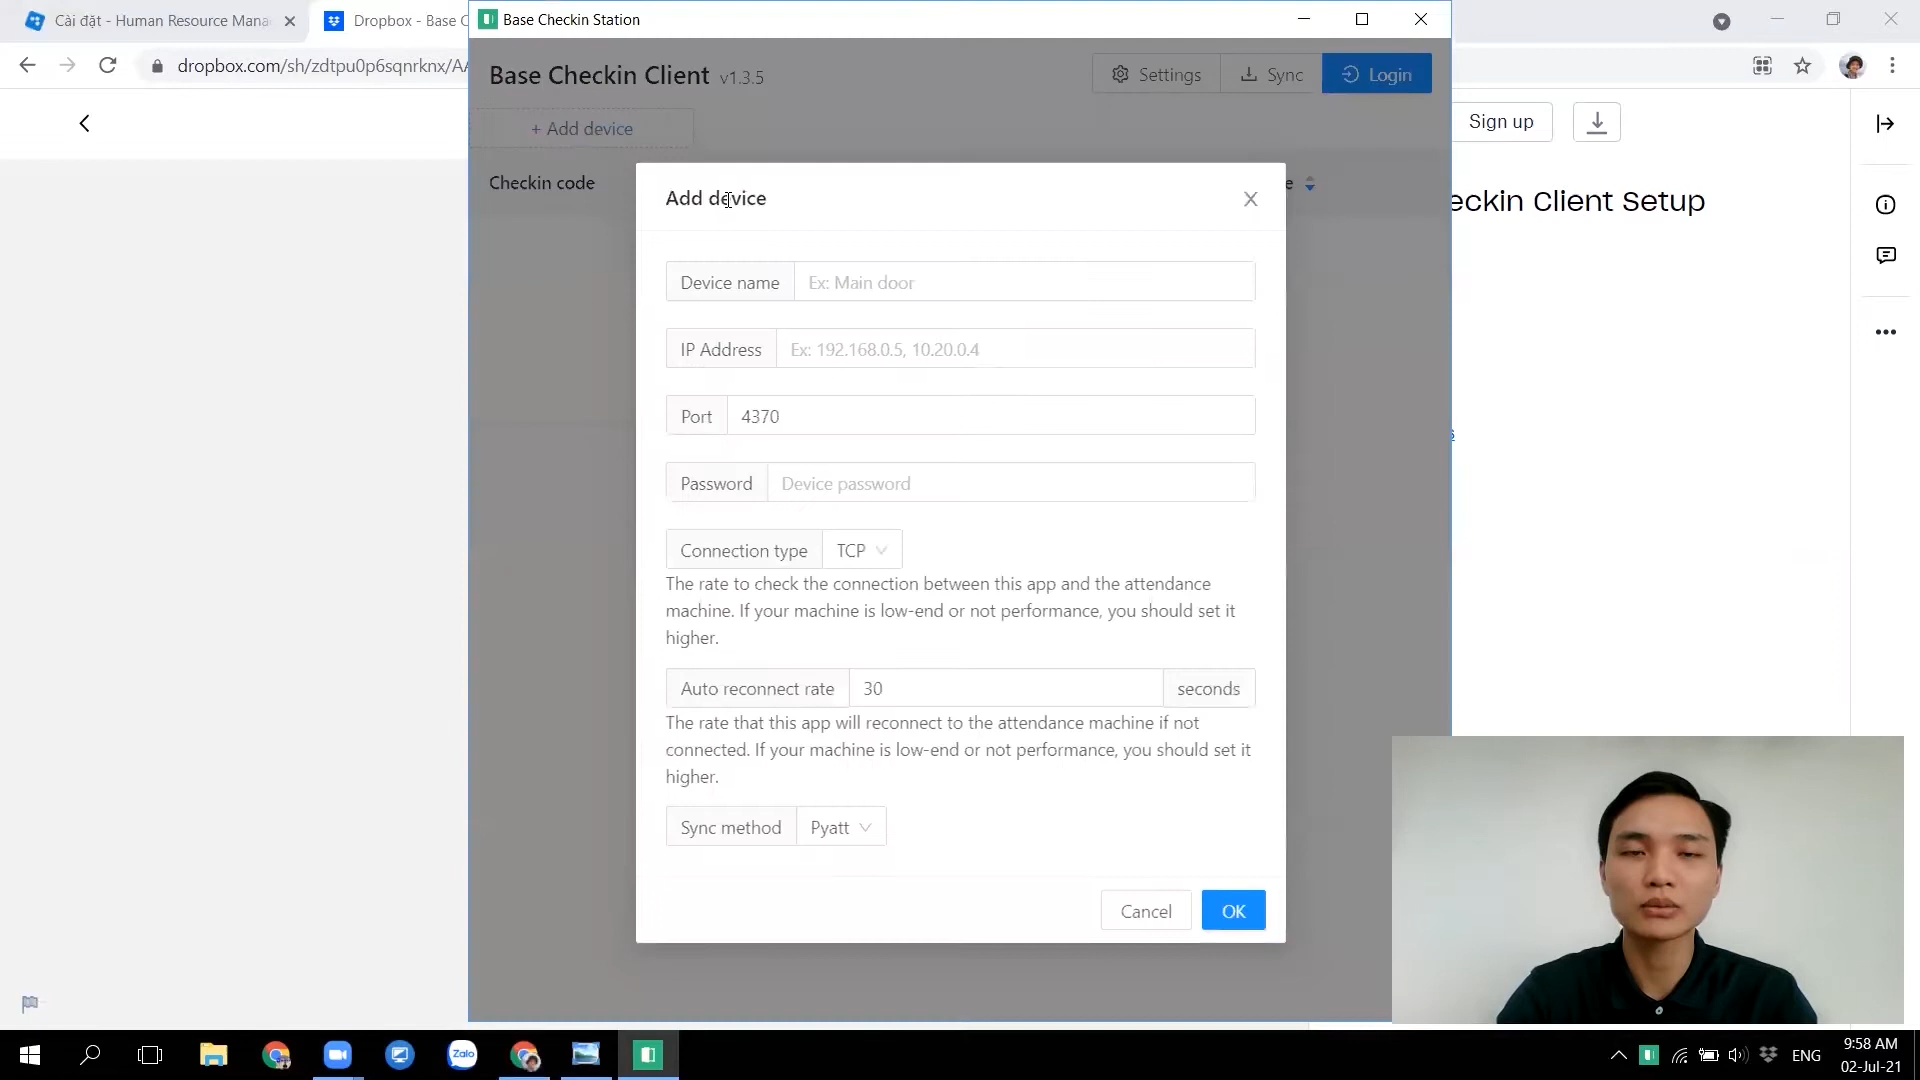 Cài đặt - Human Resource Mana
Dropbox - Base C
Base Checkin Station
dropbox.com/sh/zdtpu0p6sqnrknx/AA
Base Checkin Client v1.3.5
Settings
Sync
Login
Sign up
+ Add device
Checkin code
e
eckin Client Setup
Add device
Device name
Ex: Main door
IP Address
Ex: 192.168.0.5, 10.20.0.4
Port
4370
s
Password
Device password
Connection type
TCP
The rate to check the connection between this app and the attendance
machine. If your machine is low-end or not performance, you should set it
higher.
Auto reconnect rate
30
seconds
The rate that this app will reconnect to the attendance machine if not
connected. If your machine is low-end or not performance, you should set it
higher.
Sync method
Pyatt
Cancel
OK
Zalo
ENG
9:58 AM
02-Jul-21